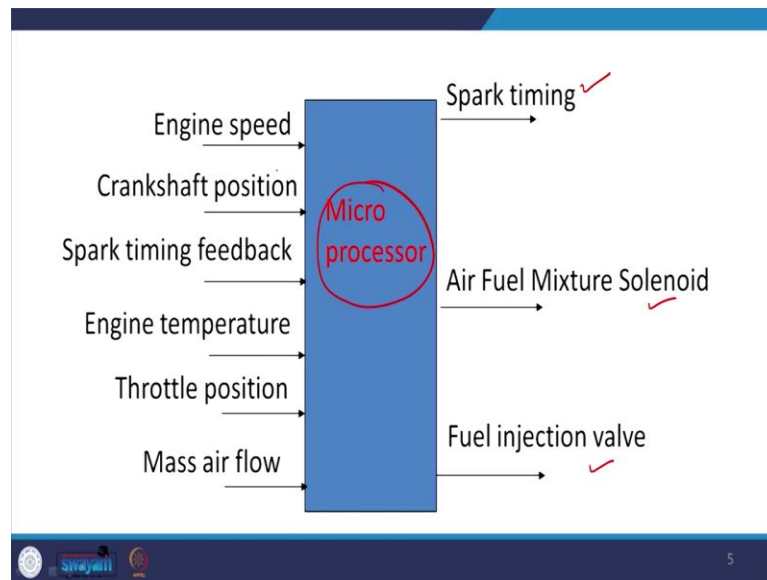 Engine speed
Crankshaft position
Spark timing feedback
Engine temperature
Throttle position
Mass air flow
Micro
processor
Spark timing
Air Fuel Mixture Solenoid
Fuel injection valve
swayam
5